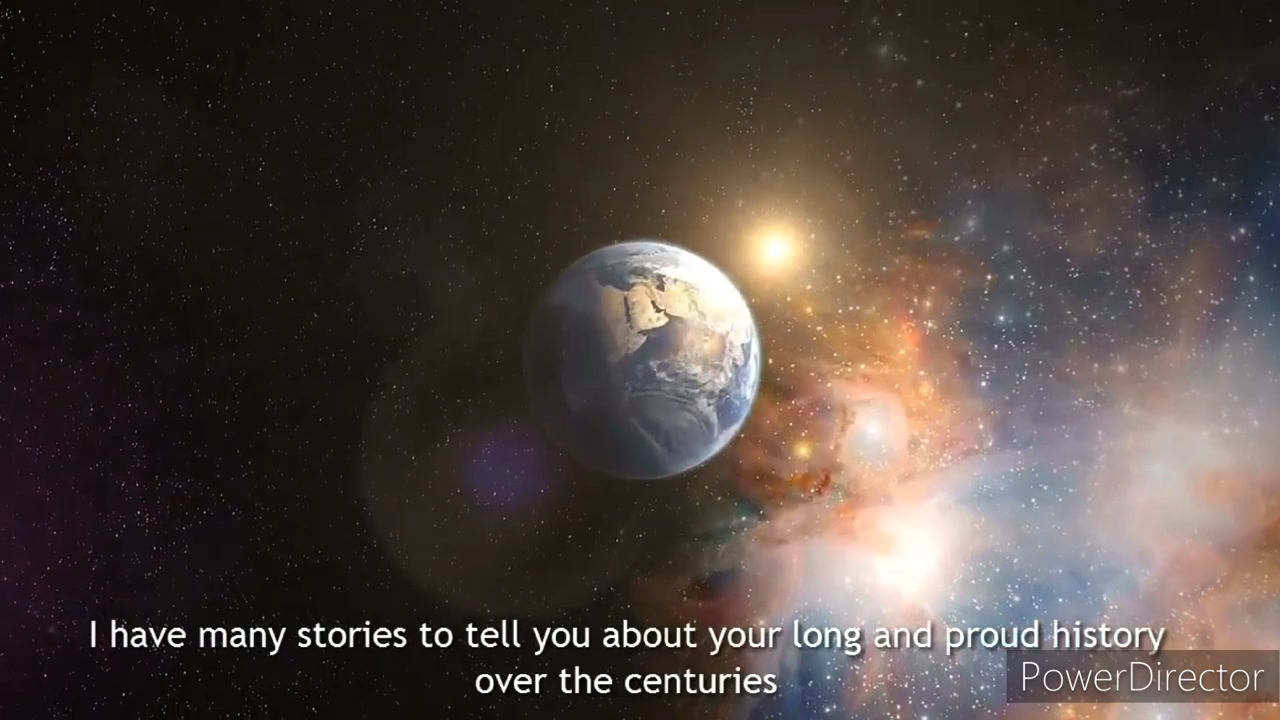 I have many stories to tell you about your long and proud history
over the centuries
PowerDirector